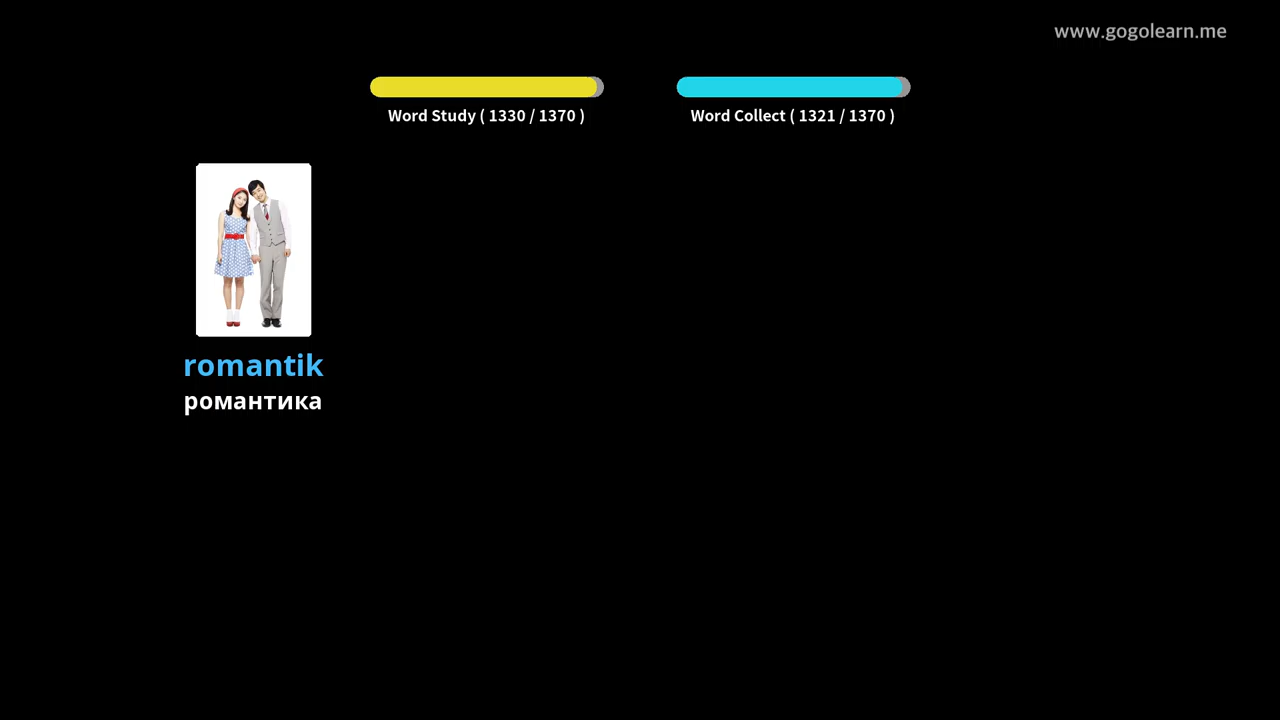 www.gogolearn.me
Word Study ( 1330 / 1370 )
Word Collect ( 1321 / 1370 )
romantik
романтика